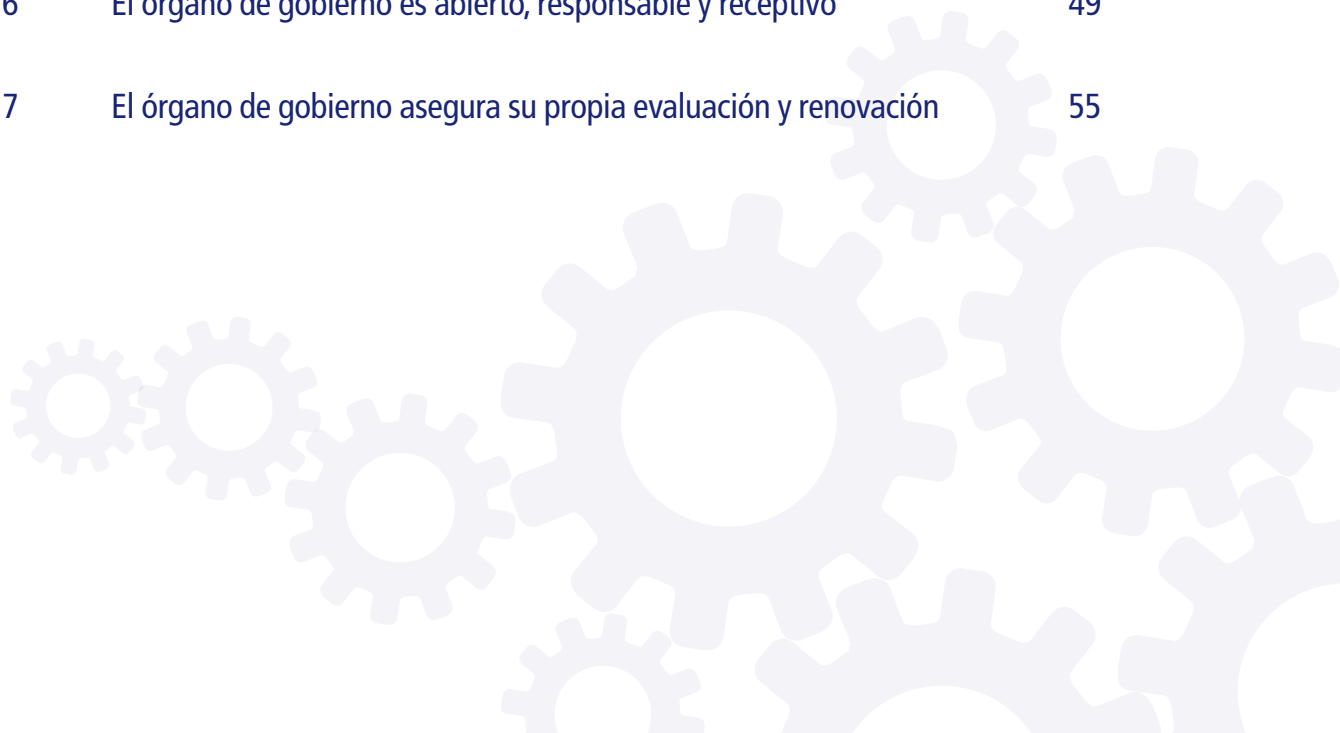 6 El órgano de gobierno es abierto, responsable y receptivo 49
7 El órgano de gobierno asegura su propia evaluación y renovación 55